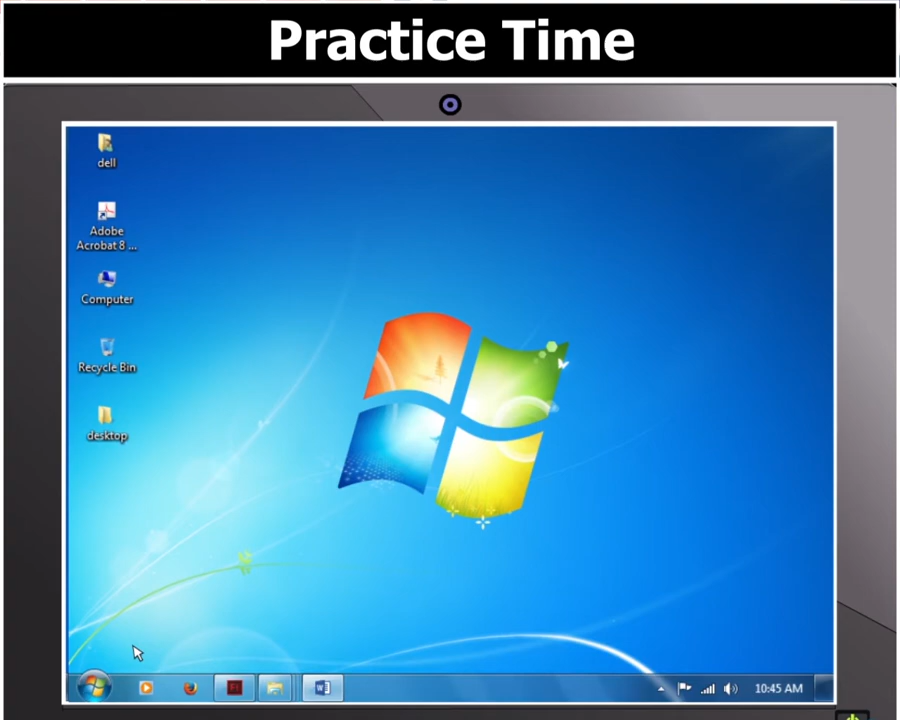 Practice Time
dell
Adobe
Acrobat 8 ...
Computer
Recycle Bin
desktop
10:45 AM